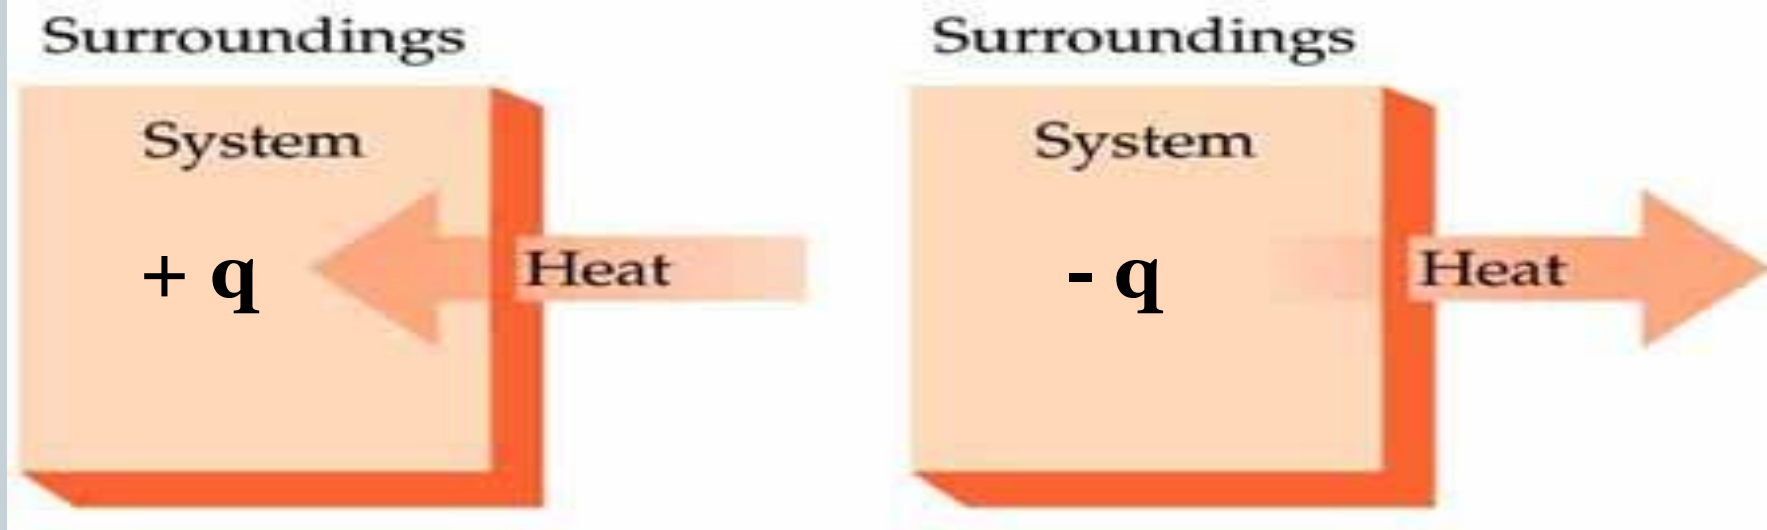 Surroundings
System
+ q
Heat
Surroundings
System
- q
Heat